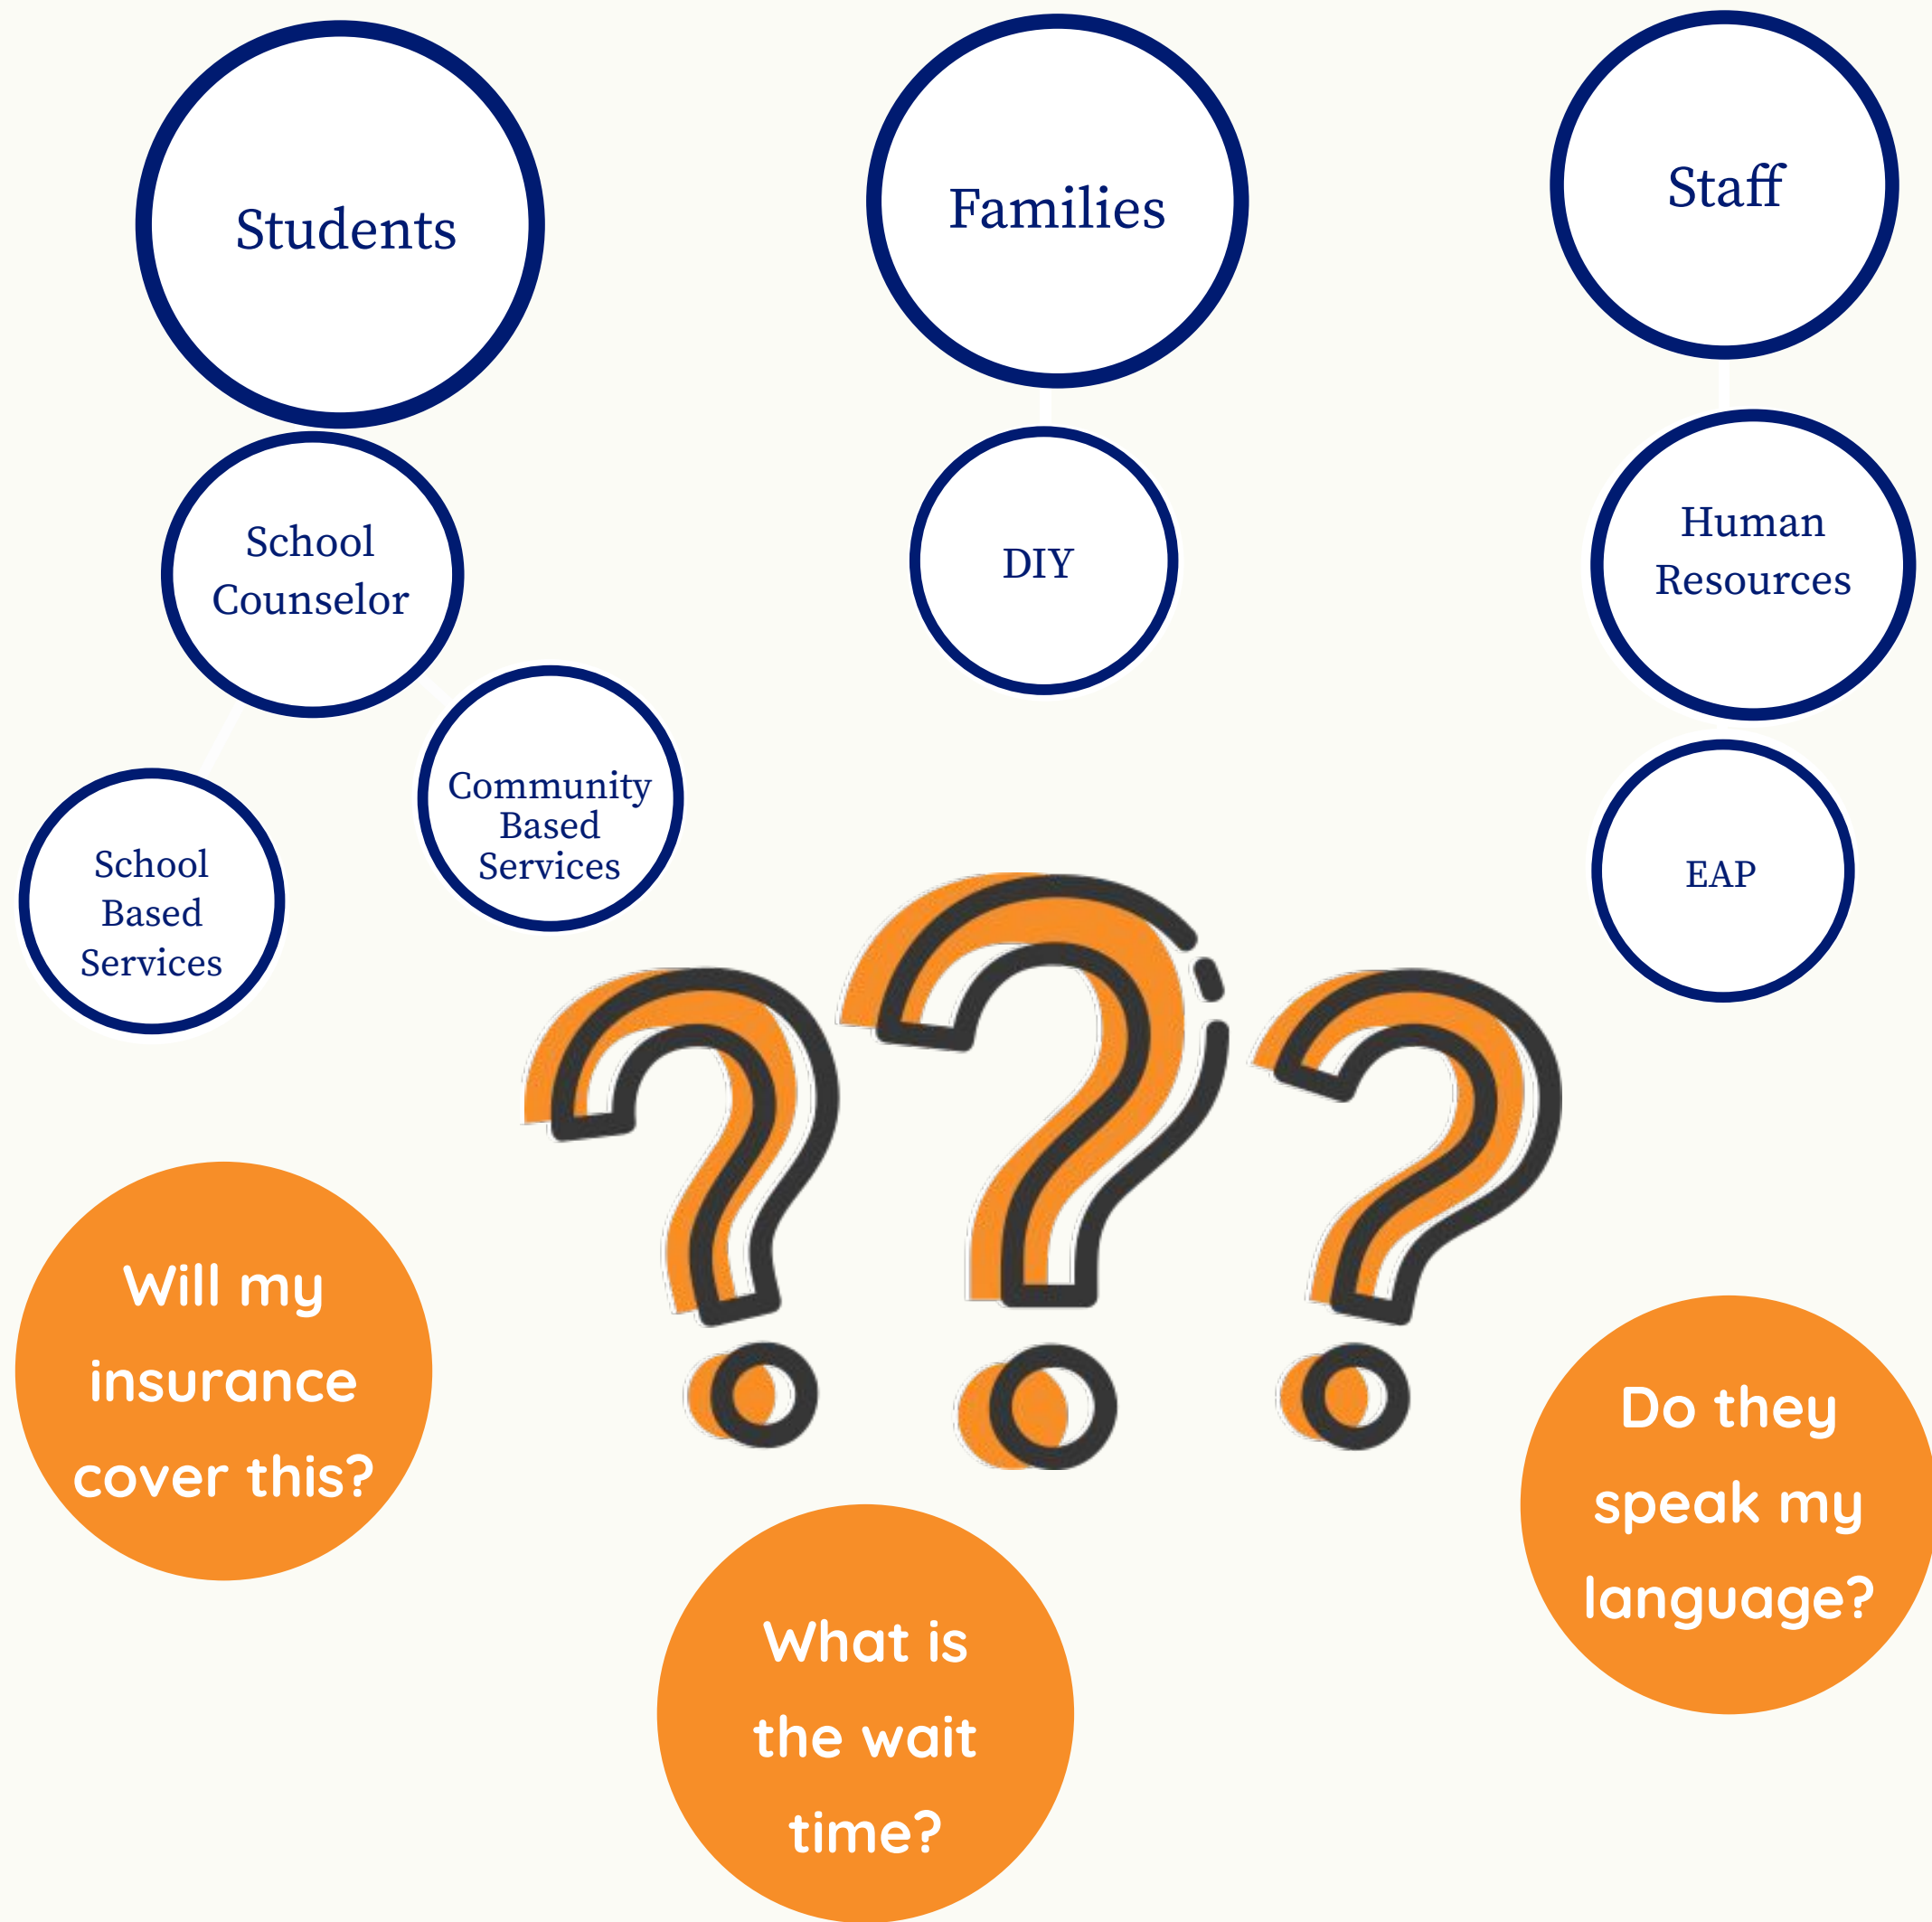 Students
Families
Staff
School
Counselor
DIY
Human
Resources
Community
Based
Services
School
Based
Services
EAP
Will my
insurance
cover this?
What is
the wait
time?
Do they
speak my
language?